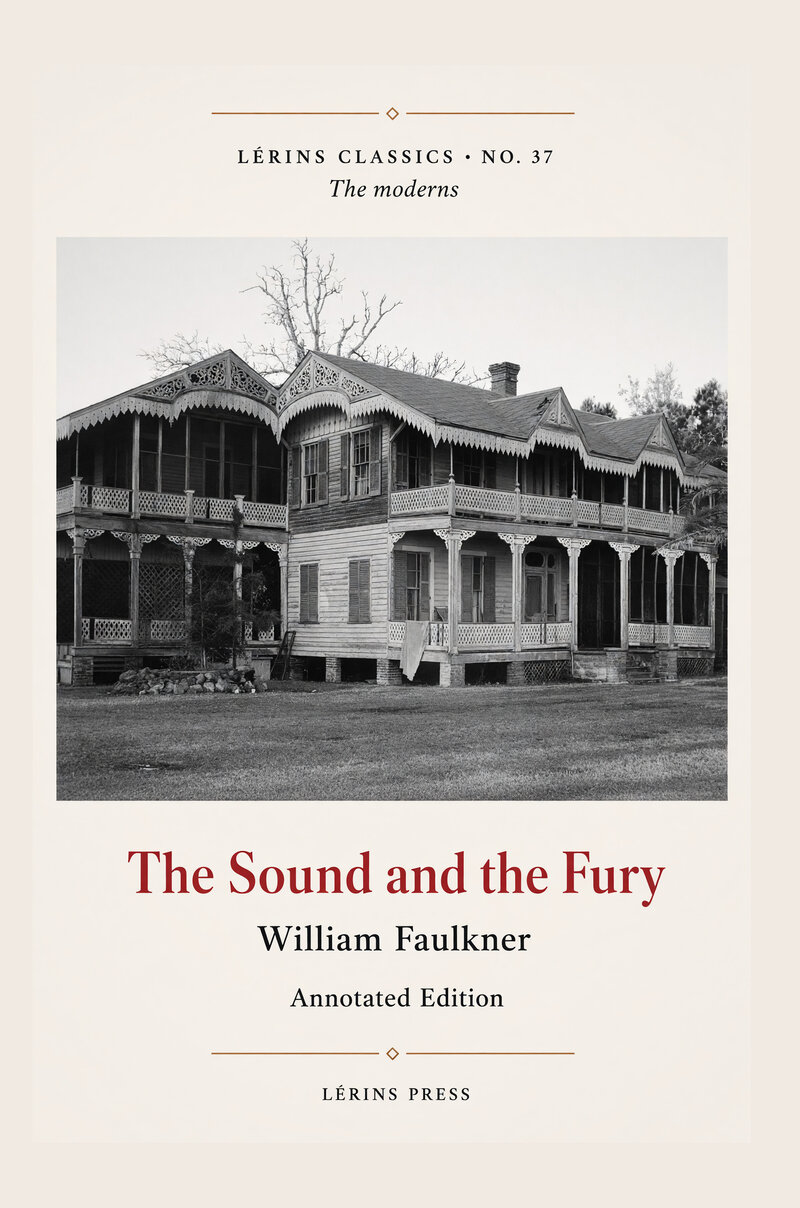 LÉRINS CLASSICS • NO. 37
The moderns
The Sound and the Fury
William Faulkner
Annotated Edition
LÉRINS PRESS